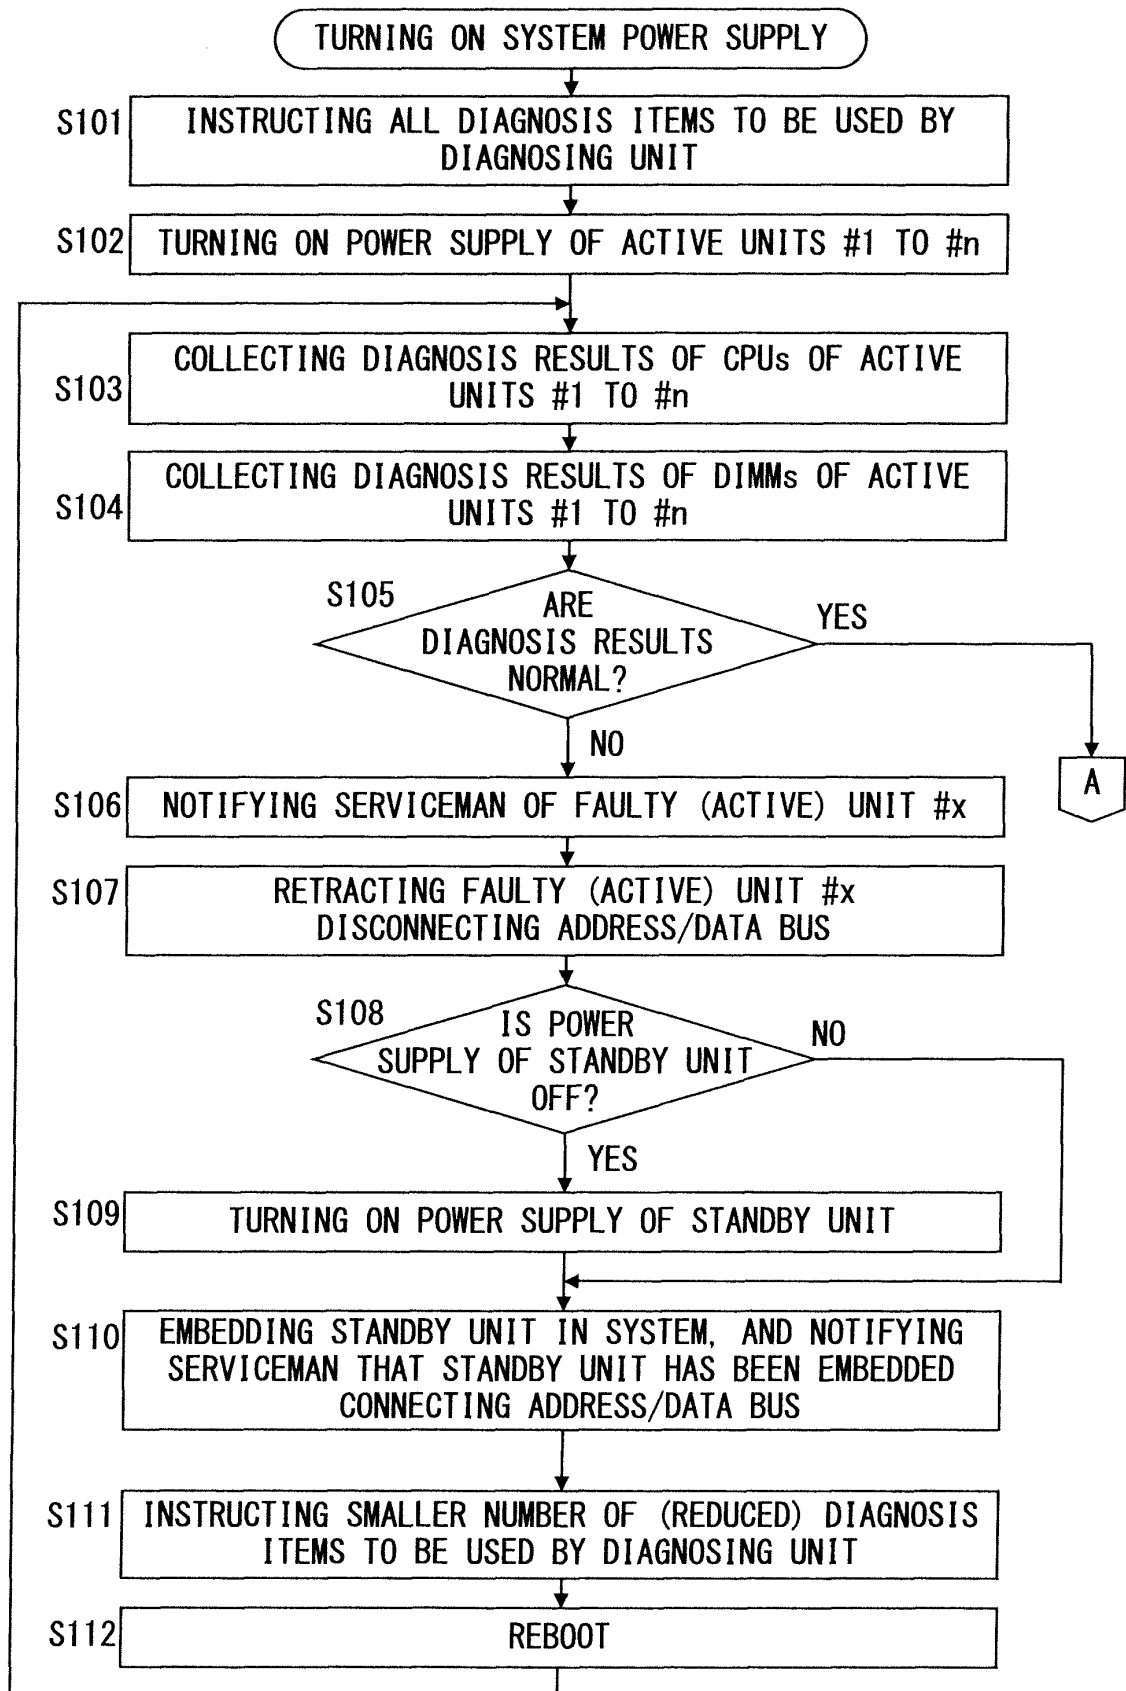 TURNING ON SYSTEM POWER SUPPLY
S101
INSTRUCTING ALL DIAGNOSIS ITEMS TO BE USED BY
DIAGNOSING UNIT
S102
TURNING ON POWER SUPPLY OF ACTIVE UNITS #1 TO #n
S103
COLLECTING DIAGNOSIS RESULTS OF CPUs OF ACTIVE
UNITS #1 TO #n
S104
COLLECTING DIAGNOSIS RESULTS OF DIMMs OF ACTIVE
UNITS #1 TO #n
S105
ARE
DIAGNOSIS RESULTS
NORMAL?
YES
NO
A
S106
NOTIFYING SERVICEMAN OF FAULTY (ACTIVE) UNIT #x
S107
RETRACTING FAULTY (ACTIVE) UNIT #x
DISCONNECTING ADDRESS/DATA BUS
S108
IS POWER
SUPPLY OF STANDBY UNIT
OFF?
NO
YES
S109
TURNING ON POWER SUPPLY OF STANDBY UNIT
S110
EMBEDDING STANDBY UNIT IN SYSTEM, AND NOTIFYING
SERVICEMAN THAT STANDBY UNIT HAS BEEN EMBEDDED
CONNECTING ADDRESS/DATA BUS
S111
INSTRUCTING SMALLER NUMBER OF (REDUCED) DIAGNOSIS
ITEMS TO BE USED BY DIAGNOSING UNIT
S112
REBOOT